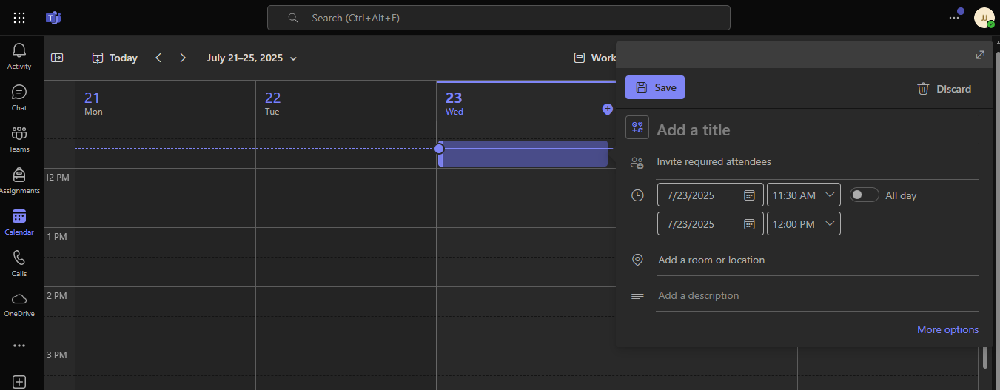 Search (Ctrl+Alt+E)
JJ
Activity
Chat
Teams
Assignments
Calendar
Calls
OneDrive
Today
July 21–25, 2025
Work
21
Mon
22
Tue
23
Wed
12 PM
1 PM
2 PM
3 PM
Save
Discard
Add a title
Invite required attendees
7/23/2025 11:30 AM All day
7/23/2025 12:00 PM
Add a room or location
Add a description
More options